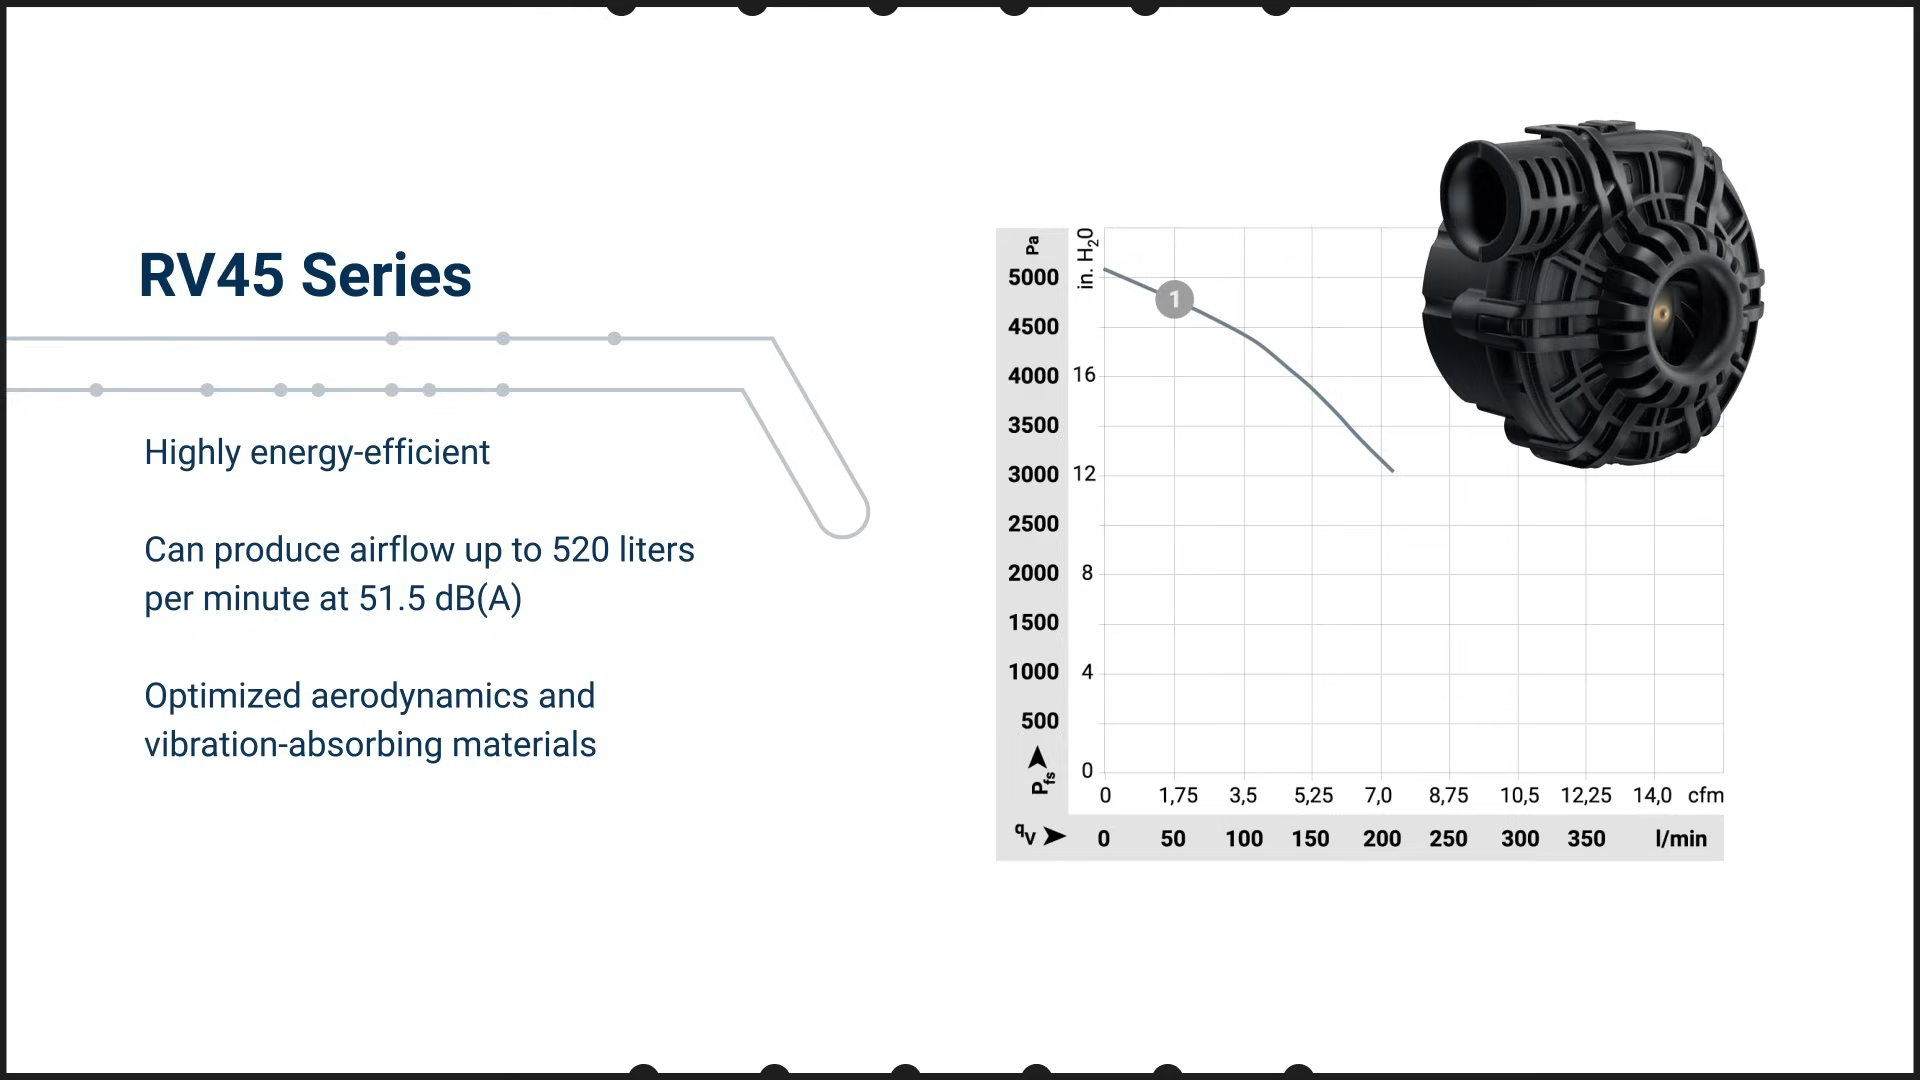 RV45 Series
Highly energy-efficient
Can produce airflow up to 520 liters
per minute at 51.5 dB(A)
Optimized aerodynamics and
vibration-absorbing materials
Pa
in. H₂0
5000
1
4500
4000 16
3500
3000 12
2500
2000 8
1500
1000 4
500
Pfs
0
0 1,75 3,5 5,25 7,0 8,75 10,5 12,25 14,0 cfm
qV 0 50 100 150 200 250 300 350 l/min